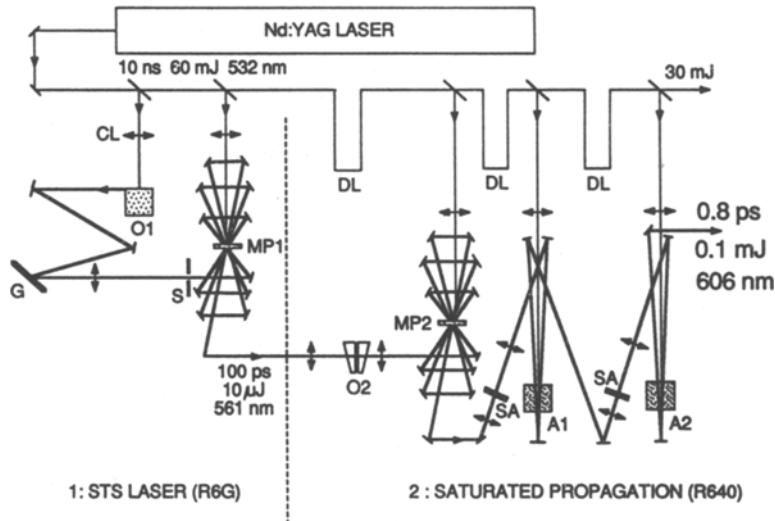 Nd:YAG LASER
10 ns 60 mJ 532 nm
30 mJ
CL
DL
DL
DL
O1
MP1
0.8 ps
0.1 mJ
606 nm
G
S
MP2
100 ps
10 µJ
561 nm
O2
SA
A1
SA
A2
1: STS LASER (R6G)
2 : SATURATED PROPAGATION (R640)